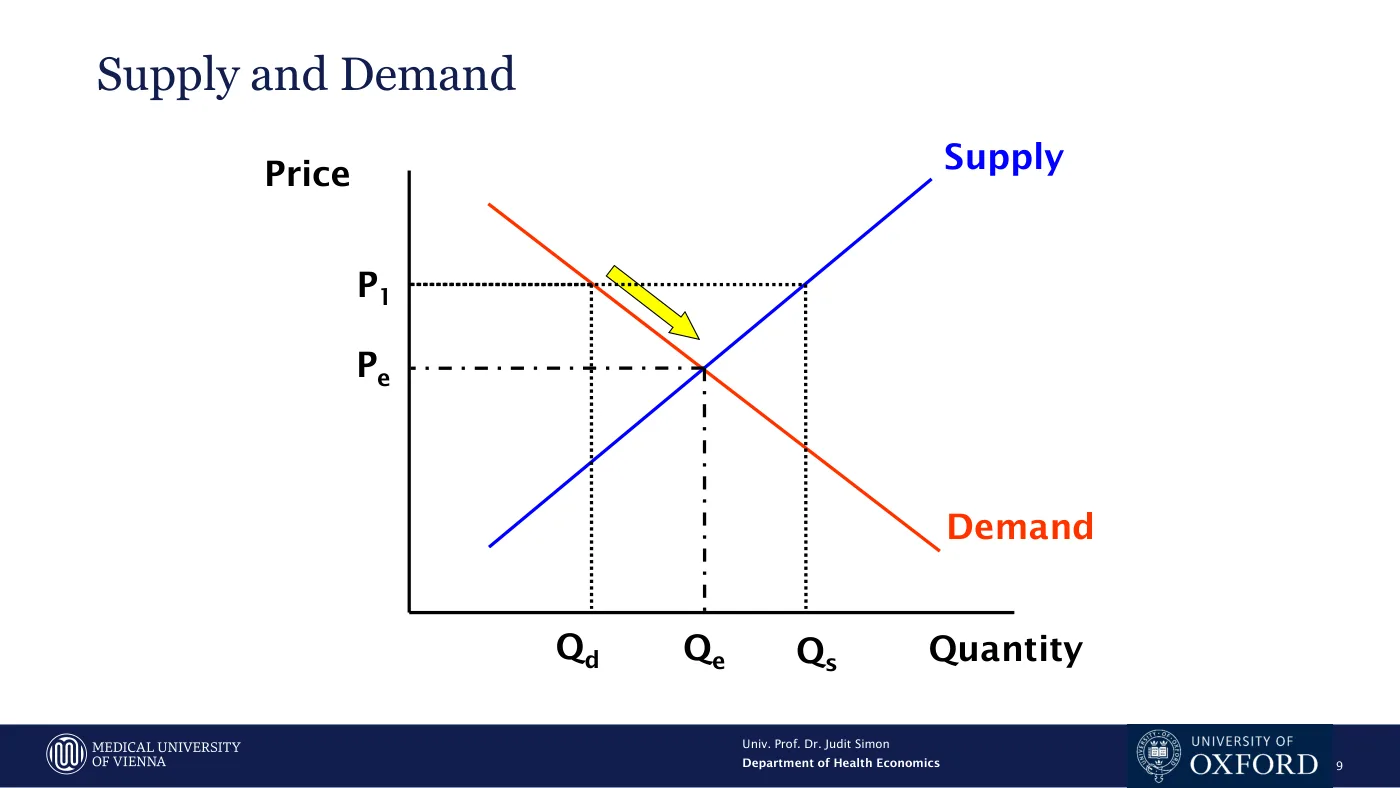 Supply and Demand
Supply
Price
P1
Pe
Demand
Qd
Qe
Qs
Quantity
MEDICAL UNIVERSITY
OF VIENNA
Univ. Prof. Dr. Judit Simon
Department of Health Economics
UNIVERSITY OF
OXFORD
9